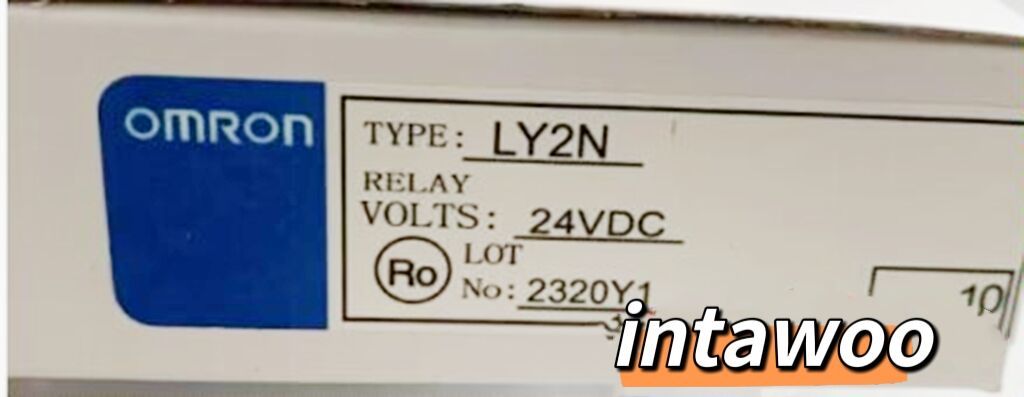 OMRON
TYPE: LY2N
RELAY
VOLTS: 24VDC
Ro
LOT
No: 2320Y1
10
intawoo